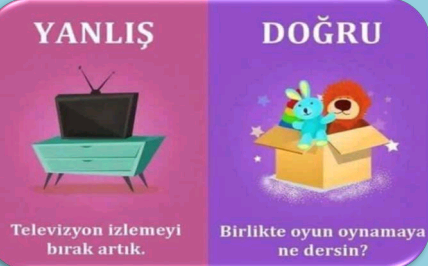 YANLIŞ
Televizyon izlemeyi
bırak artık.
DOĞRU
Birlikte oyun oynamaya
ne dersin?